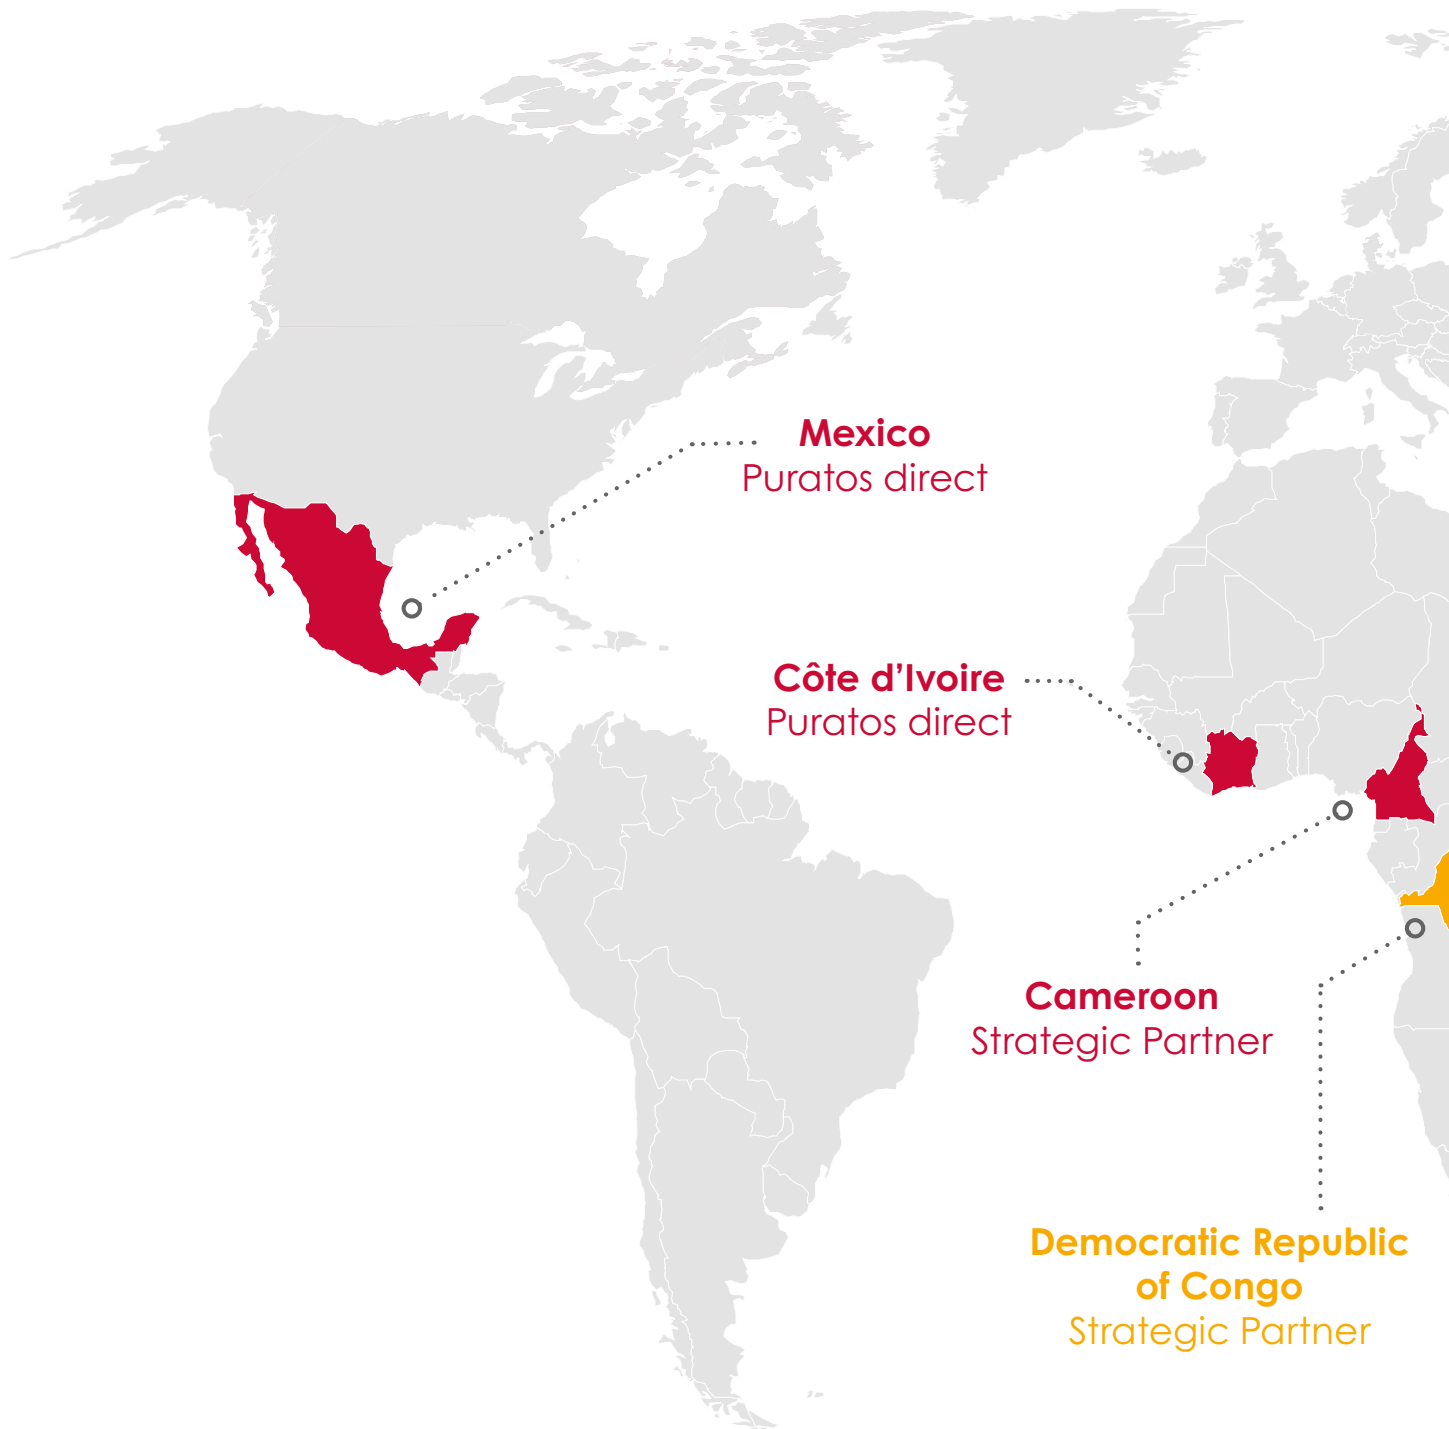 Mexico
Puratos direct
Côte d’Ivoire
Puratos direct
Cameroon
Strategic Partner
Democratic Republic
of Congo
Strategic Partner